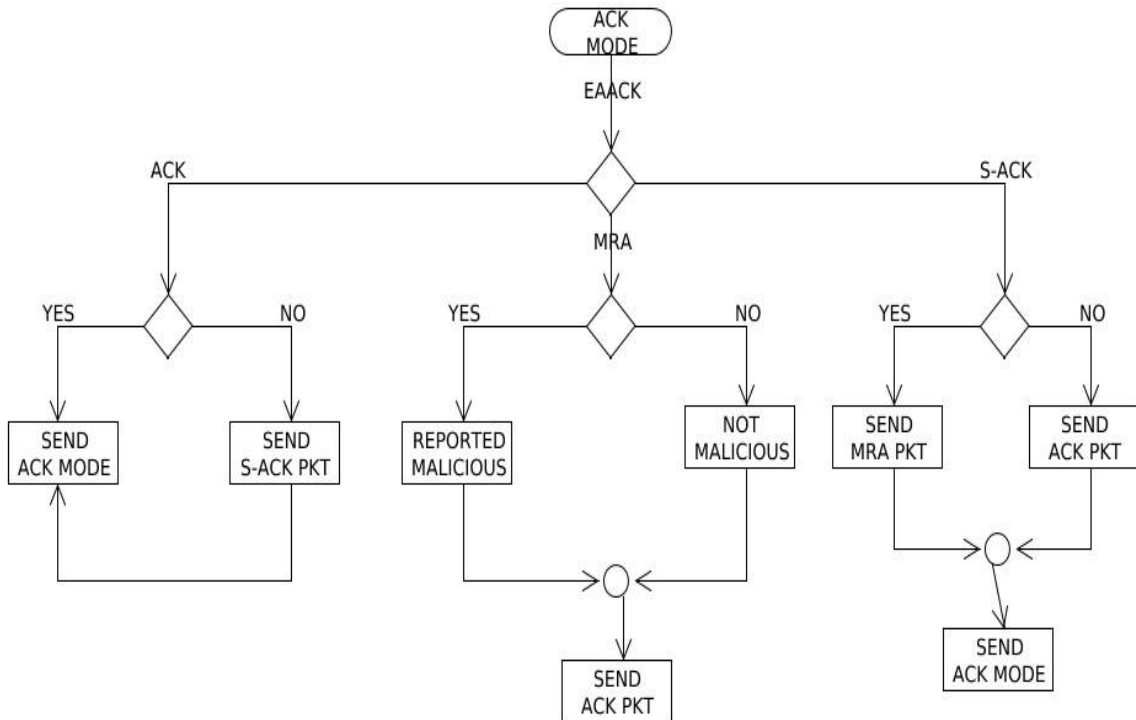 ACK
MODE
EAACK
ACK
S-ACK
MRA
YES
NO
YES
NO
YES
NO
SEND
ACK MODE
SEND
S-ACK PKT
REPORTED
MALICIOUS
NOT
MALICIOUS
SEND
MRA PKT
SEND
ACK PKT
SEND
ACK MODE
SEND
ACK PKT